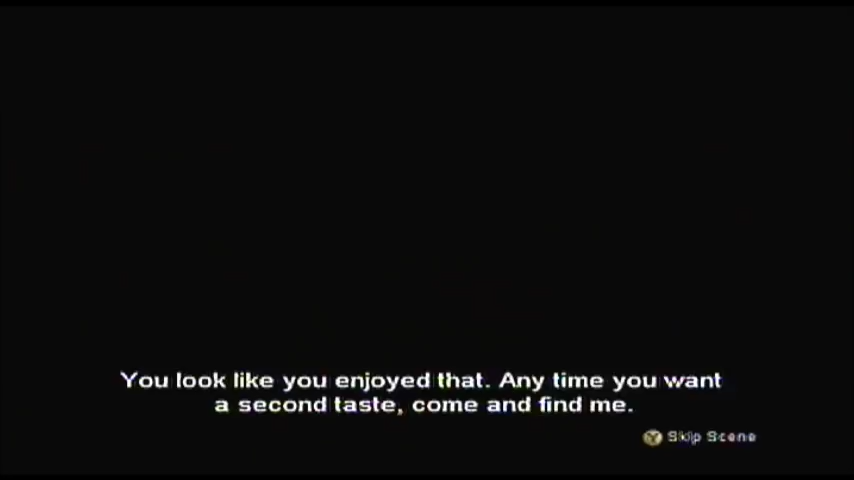 You look like you enjoyed that. Any time you want
a second taste, come and find me.
Y Skip Scene